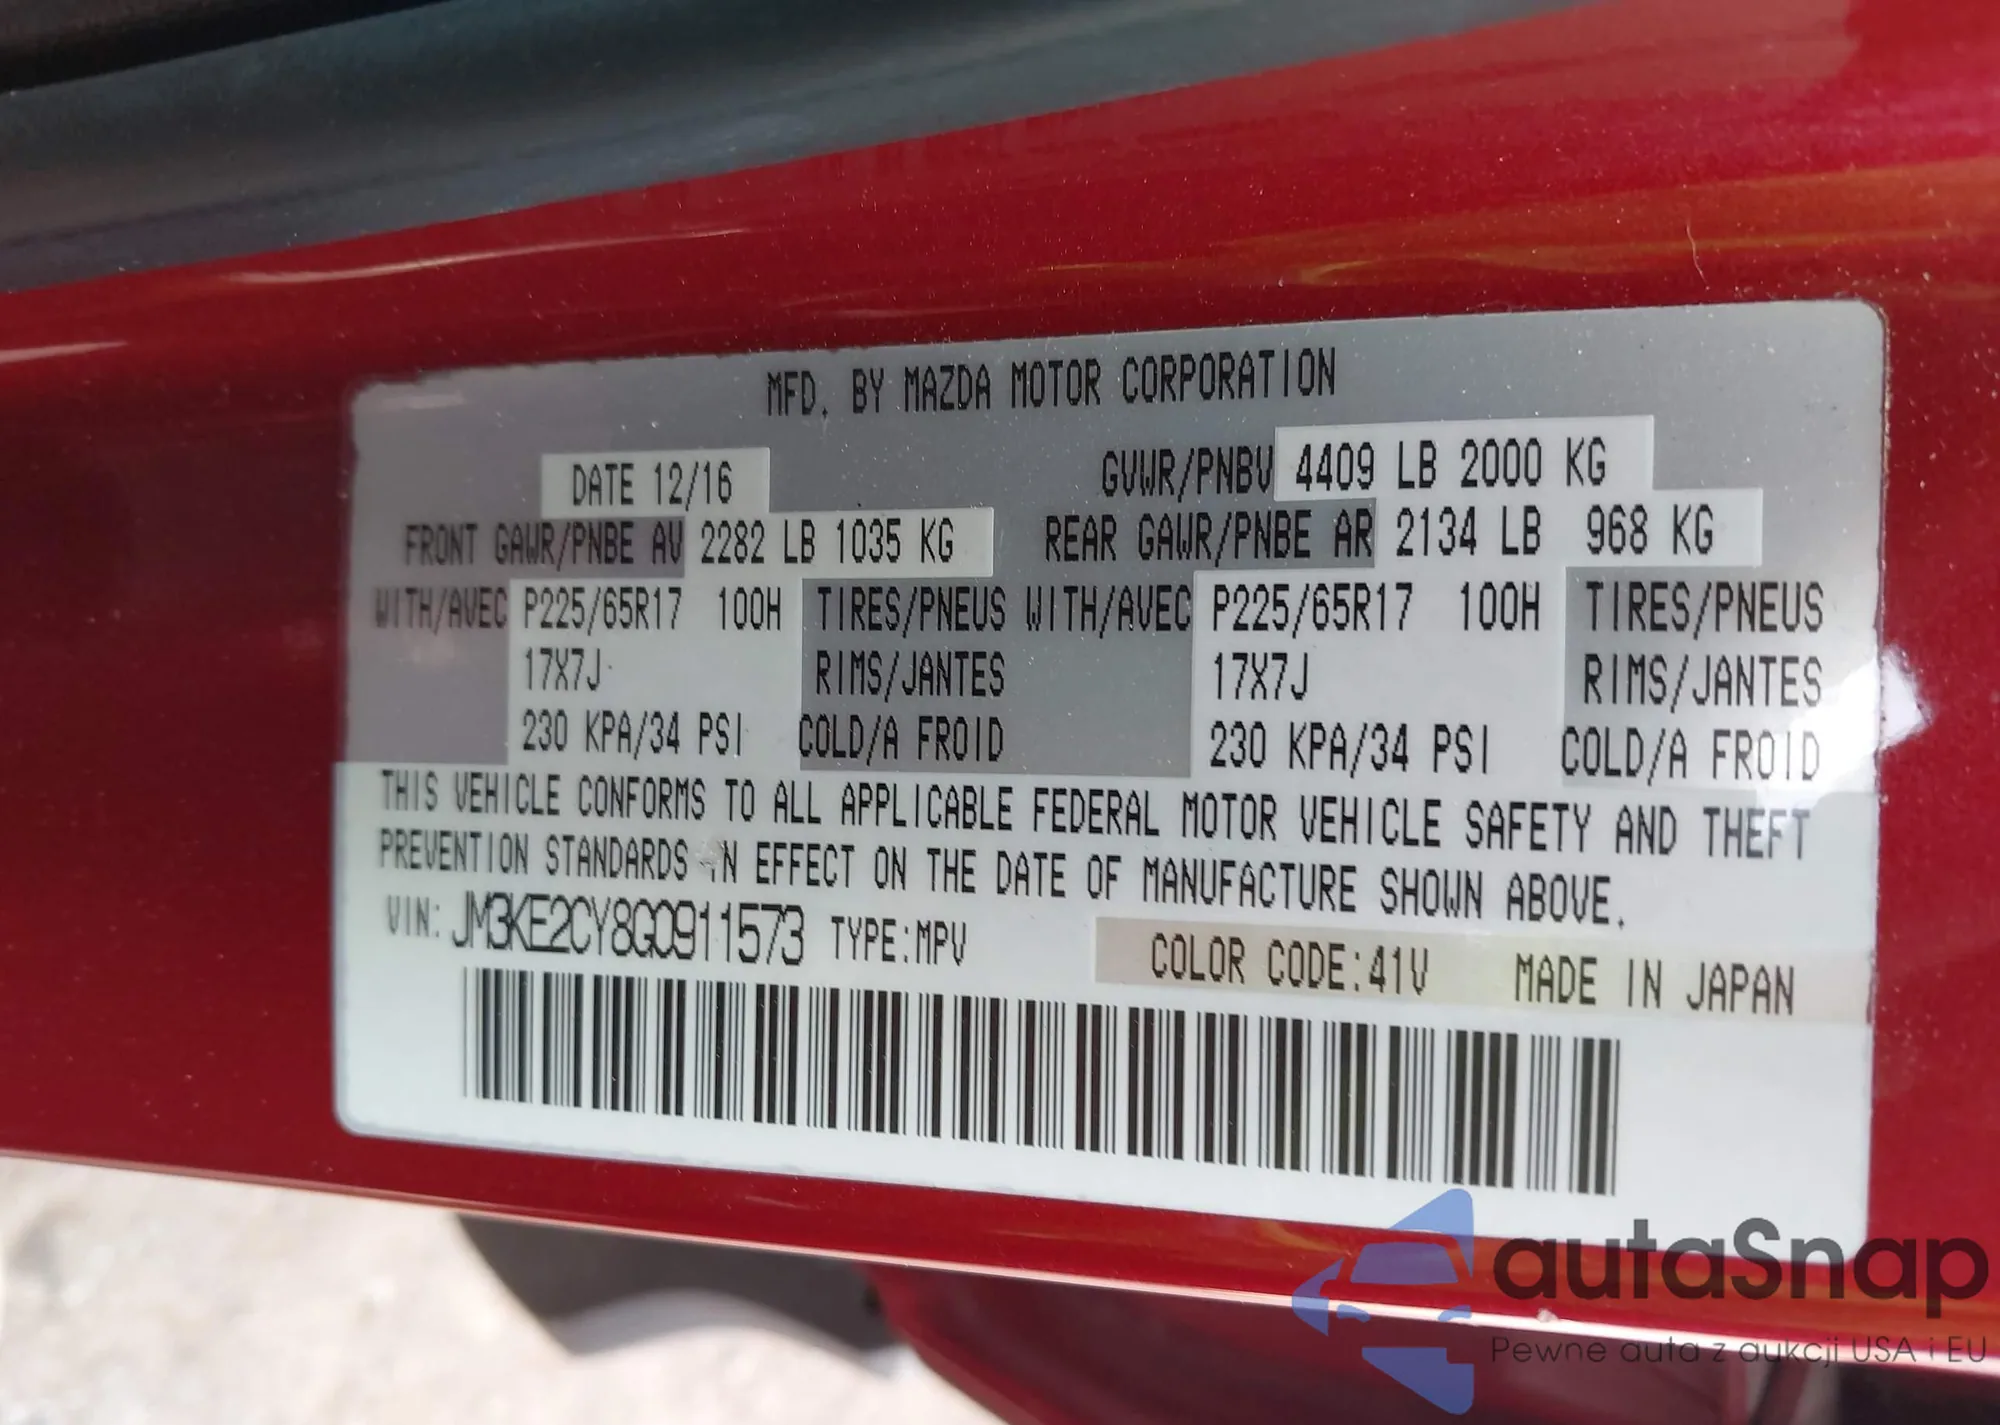 MFD. BY MAZDA MOTOR CORPORATION
DATE 12/16 GVWR/PNBV 4409 LB 2000 KG
FRONT GAWR/PNBE AV 2282 LB 1035 KG REAR GAWR/PNBE AR 2134 LB 968 KG
WITH/AVEC P225/65R17 100H TIRES/PNEUS WITH/AVEC P225/65R17 100H TIRES/PNEUS
17X7J RIMS/JANTES 17X7J RIMS/JANTES
230 KPA/34 PSI COLD/A FROID 230 KPA/34 PSI COLD/A FROID
THIS VEHICLE CONFORMS TO ALL APPLICABLE FEDERAL MOTOR VEHICLE SAFETY AND THEFT
PREVENTION STANDARDS IN EFFECT ON THE DATE OF MANUFACTURE SHOWN ABOVE.
VIN: JM3KE2CY8G0911573 TYPE:MPV COLOR CODE:41V MADE IN JAPAN
autaSnap
Pewne auta z aukcji USA i EU